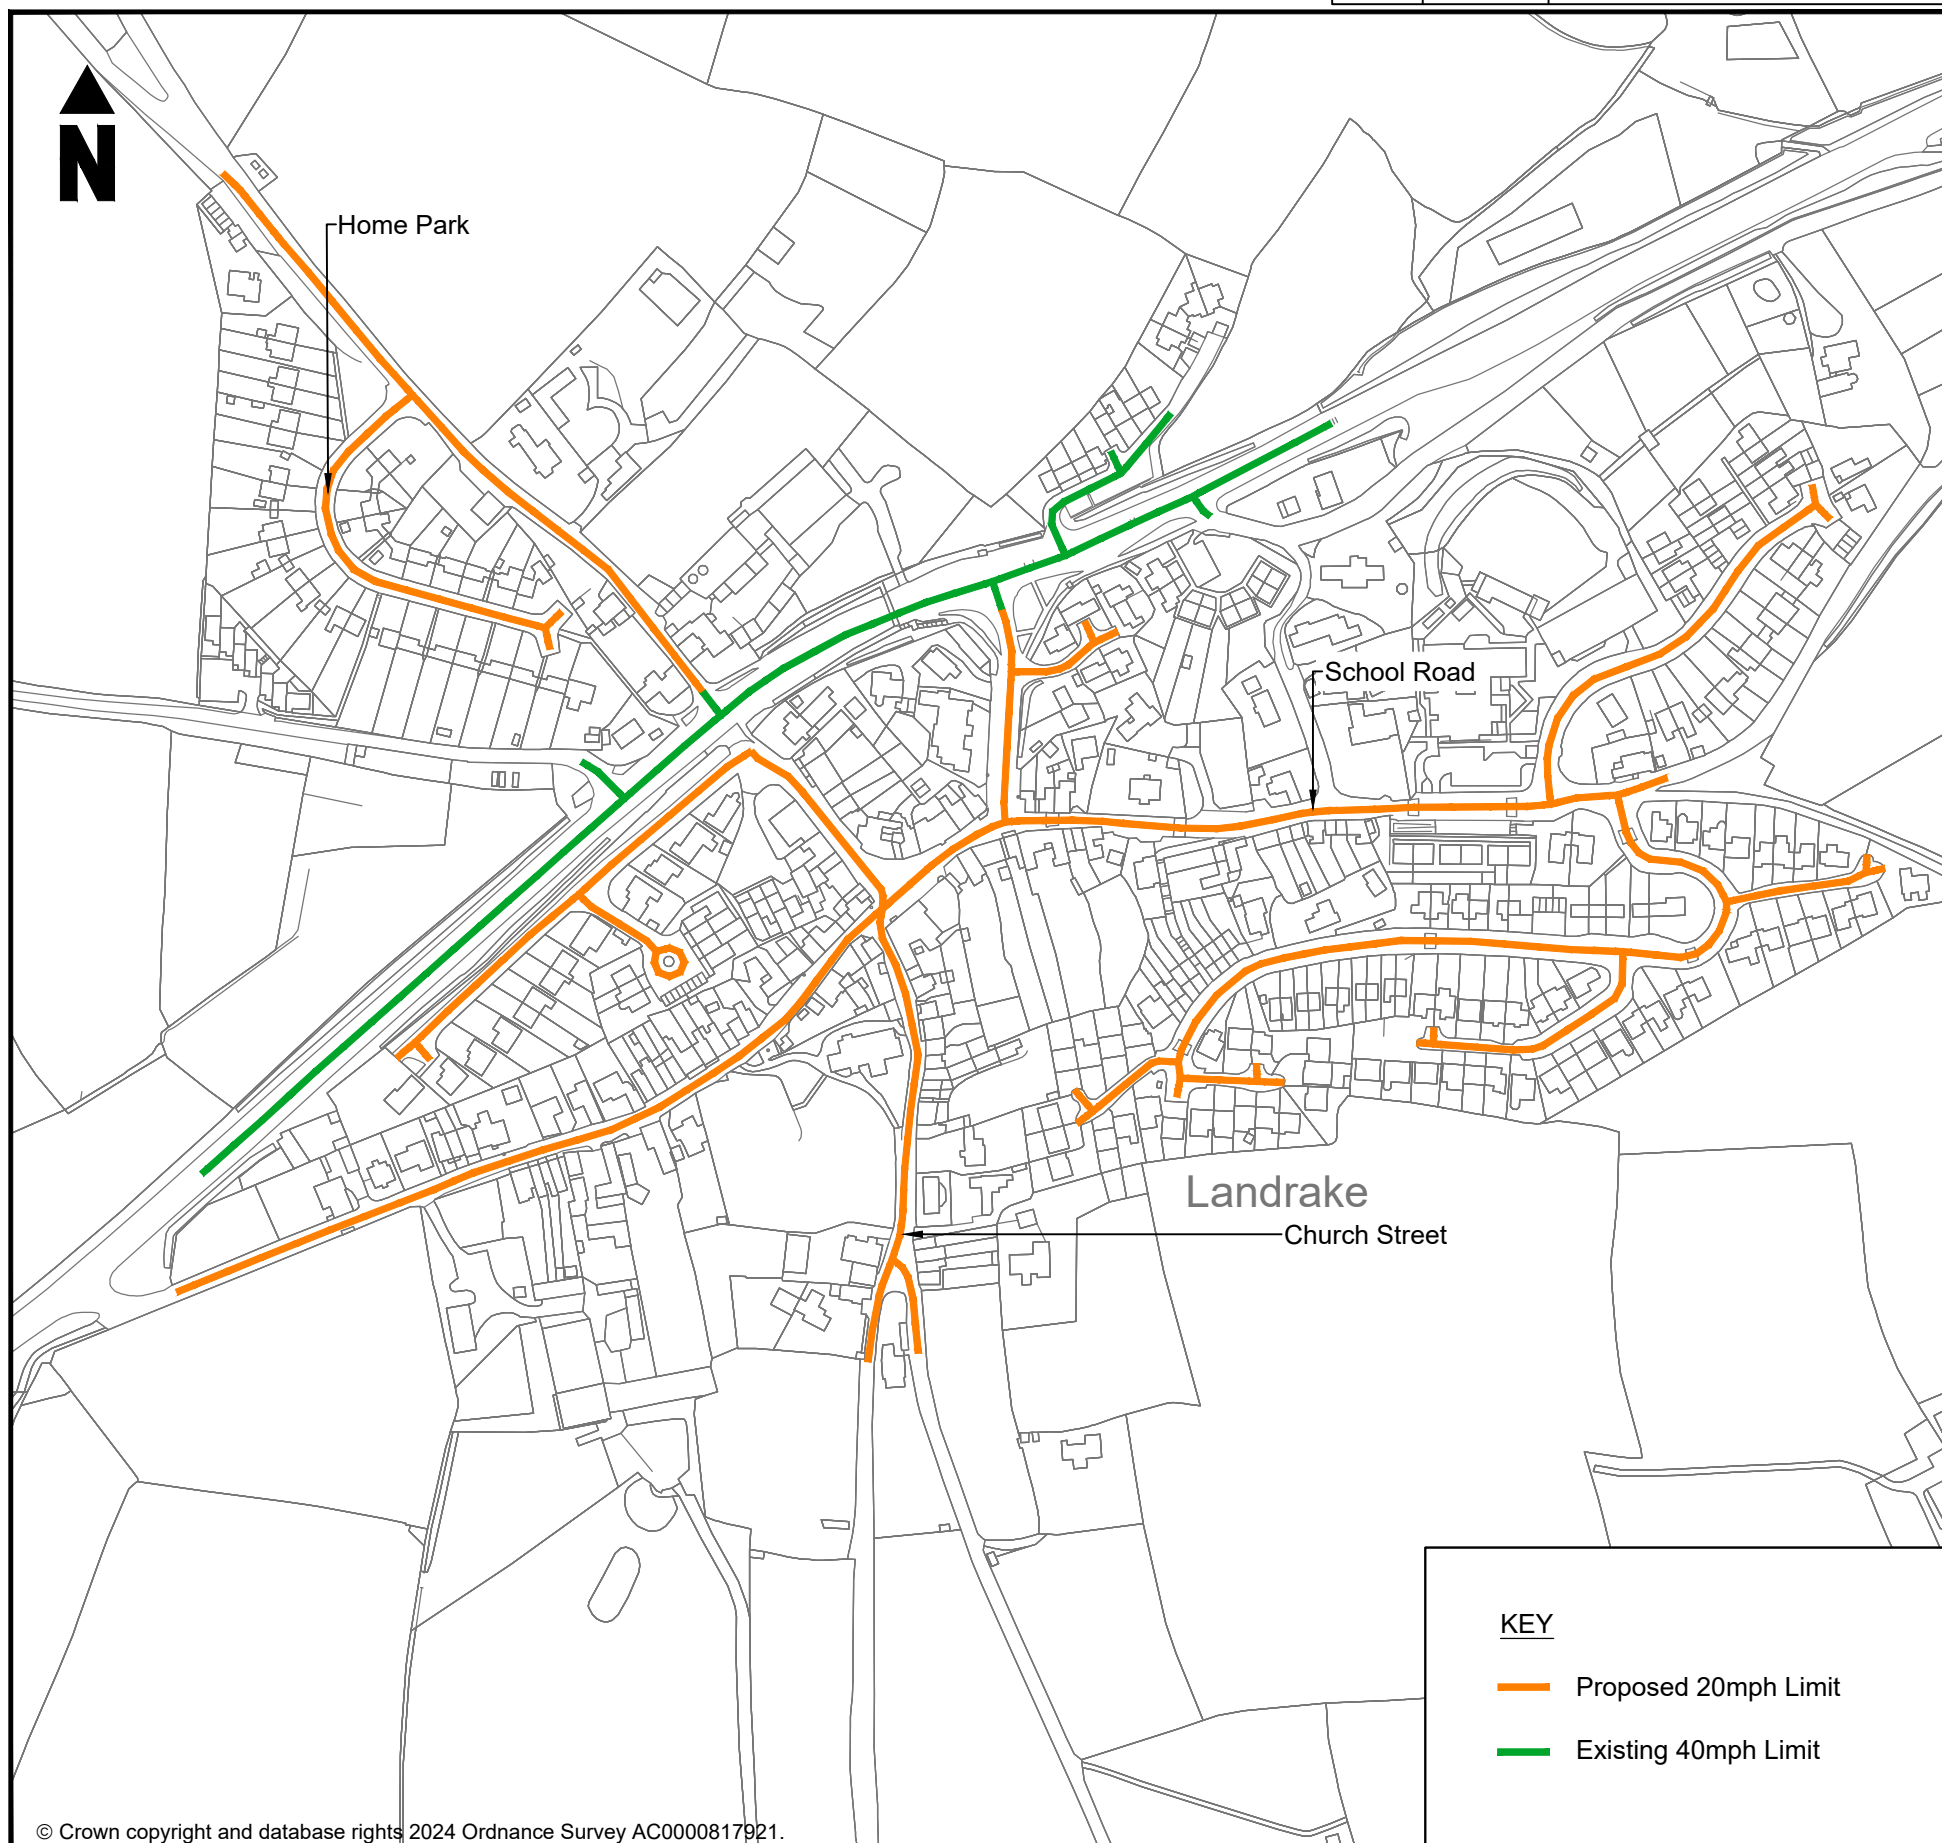 N
Home Park
School Road
Landrake
Church Street
KEY
Proposed 20mph Limit
Existing 40mph Limit
© Crown copyright and database rights 2024 Ordnance Survey AC0000817921.